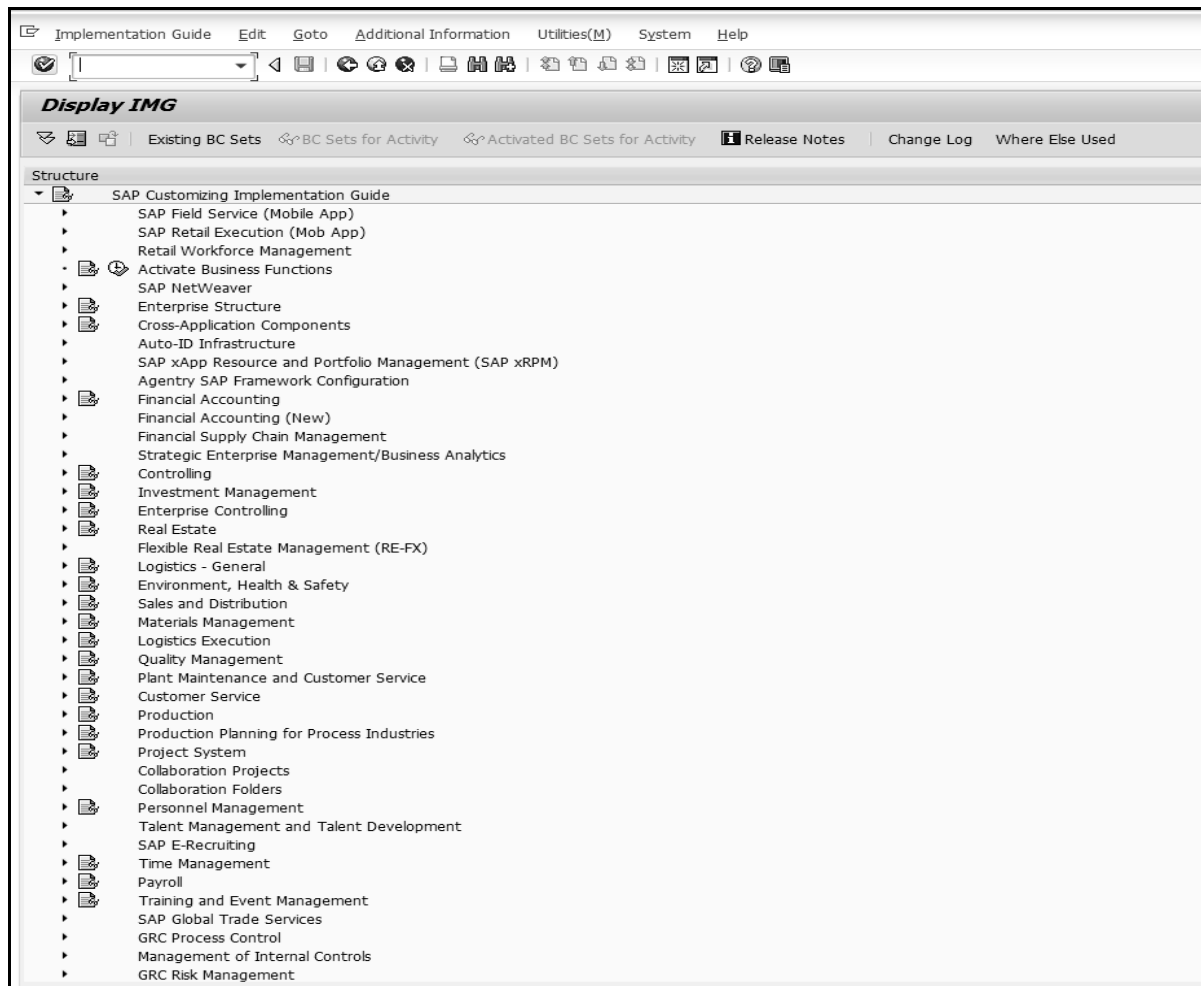 Implementation Guide Edit Goto Additional Information Utilities(M) System Help
Display IMG
Existing BC Sets BC Sets for Activity Activated BC Sets for Activity Release Notes Change Log Where Else Used
Structure
SAP Customizing Implementation Guide
SAP Field Service (Mobile App)
SAP Retail Execution (Mob App)
Retail Workforce Management
Activate Business Functions
SAP NetWeaver
Enterprise Structure
Cross-Application Components
Auto-ID Infrastructure
SAP xApp Resource and Portfolio Management (SAP xRPM)
Agentry SAP Framework Configuration
Financial Accounting
Financial Accounting (New)
Financial Supply Chain Management
Strategic Enterprise Management/Business Analytics
Controlling
Investment Management
Enterprise Controlling
Real Estate
Flexible Real Estate Management (RE-FX)
Logistics - General
Environment, Health & Safety
Sales and Distribution
Materials Management
Logistics Execution
Quality Management
Plant Maintenance and Customer Service
Customer Service
Production
Production Planning for Process Industries
Project System
Collaboration Projects
Collaboration Folders
Personnel Management
Talent Management and Talent Development
SAP E-Recruiting
Time Management
Payroll
Training and Event Management
SAP Global Trade Services
GRC Process Control
Management of Internal Controls
GRC Risk Management